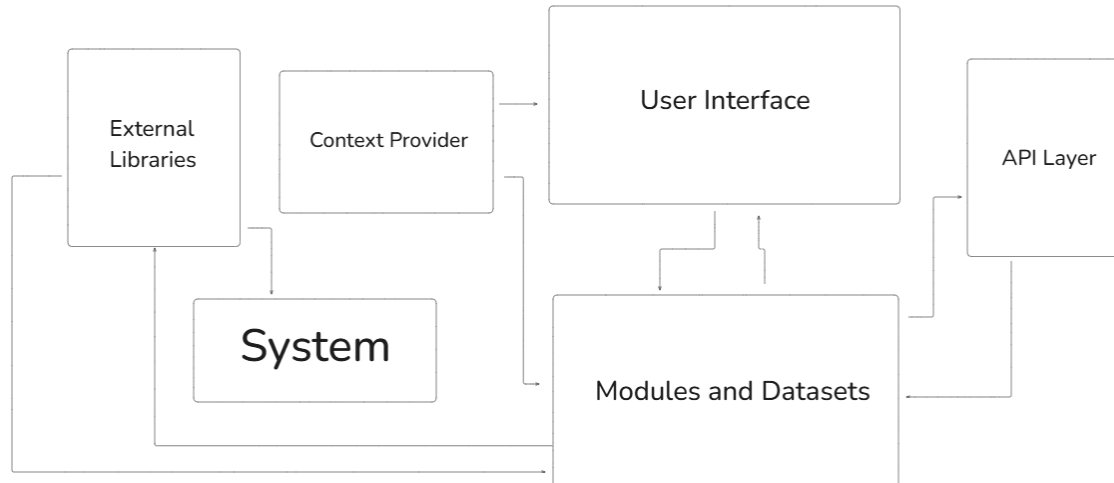 External
Libraries
Context Provider
User Interface
API Layer
System
Modules and Datasets